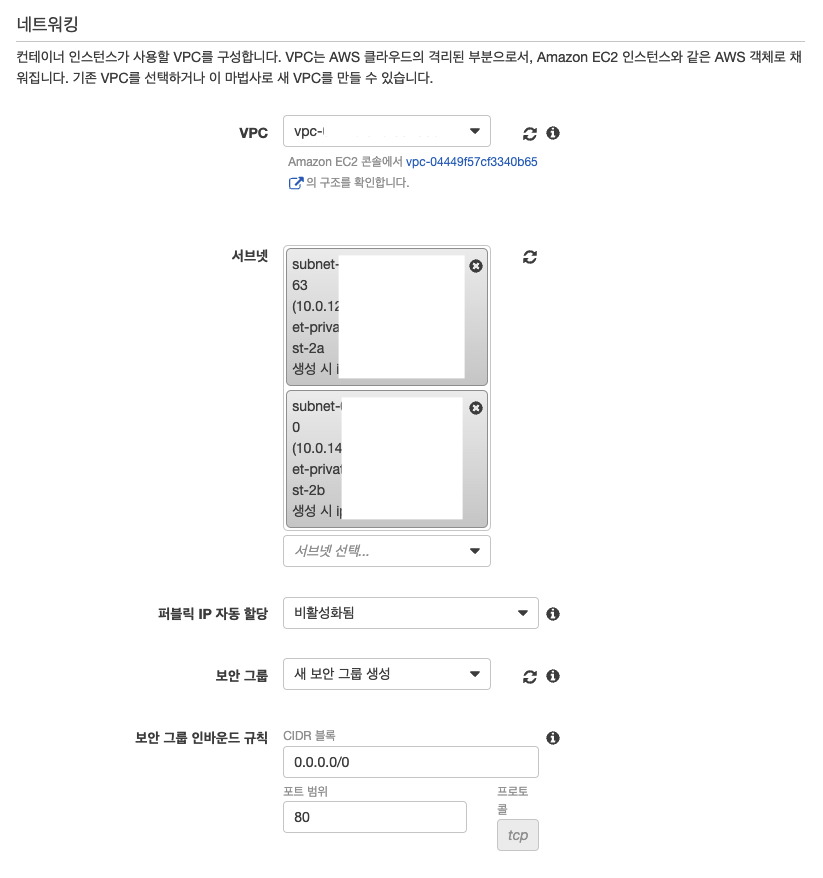 네트워킹
컨테이너 인스턴스가 사용할 VPC를 구성합니다. VPC는 AWS 클라우드의 격리된 부분으로서, Amazon EC2 인스턴스와 같은 AWS 객체로 채
워집니다. 기존 VPC를 선택하거나 이 마법사로 새 VPC를 만들 수 있습니다.
VPC
vpc-
Amazon EC2 콘솔에서 vpc-04449f57cf3340b65
의 구조를 확인합니다.
서브넷
subnet-
63
(10.0.12
et-priva
st-2a
생성 시
subnet-
0
(10.0.14
et-privat
st-2b
생성 시
서브넷 선택...
퍼블릭 IP 자동 할당
비활성화됨
보안 그룹
새 보안 그룹 생성
보안 그룹 인바운드 규칙
CIDR 블록
0.0.0.0/0
포트 범위
프로토
콜
80
tcp